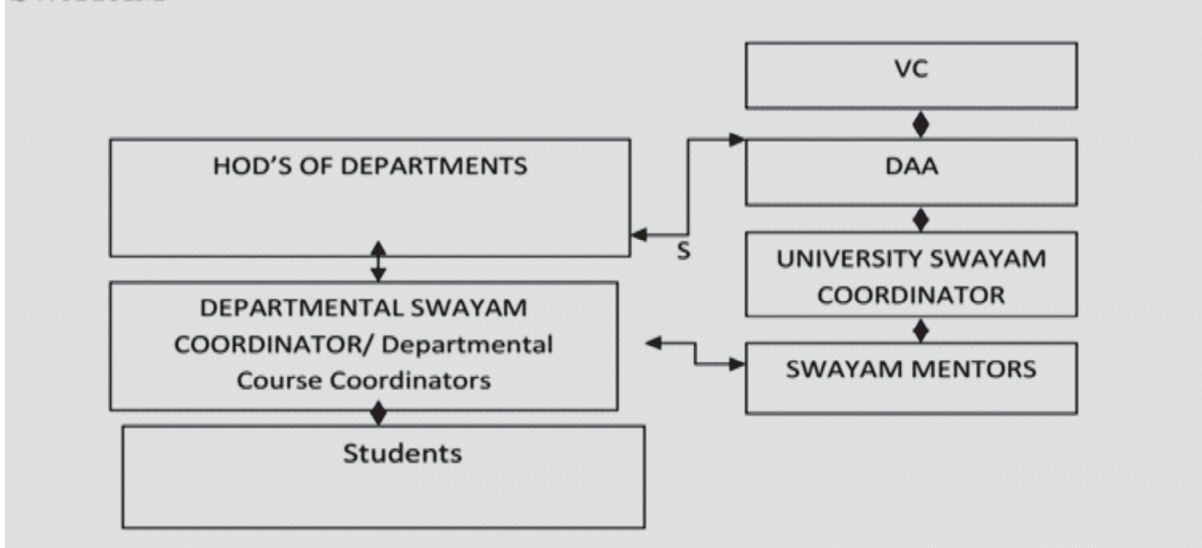 VC
HOD'S OF DEPARTMENTS
DAA
S
UNIVERSITY SWAYAM
COORDINATOR
DEPARTMENTAL SWAYAM
COORDINATOR/ Departmental
Course Coordinators
SWAYAM MENTORS
Students